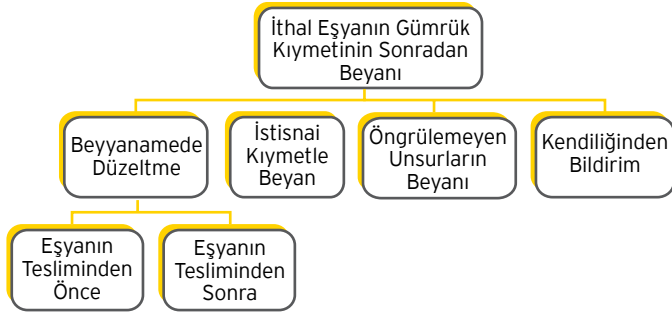 İthal Eşyanın Gümrük
Kıymetinin Sonradan
Beyanı
Beyyanamede
Düzeltme
İstisnai
Kıymetle
Beyan
Öngrülemeyen
Unsurların
Beyanı
Kendiliğinden
Bildirim
Eşyanın
Tesliminden
Önce
Eşyanın
Tesliminden
Sonra